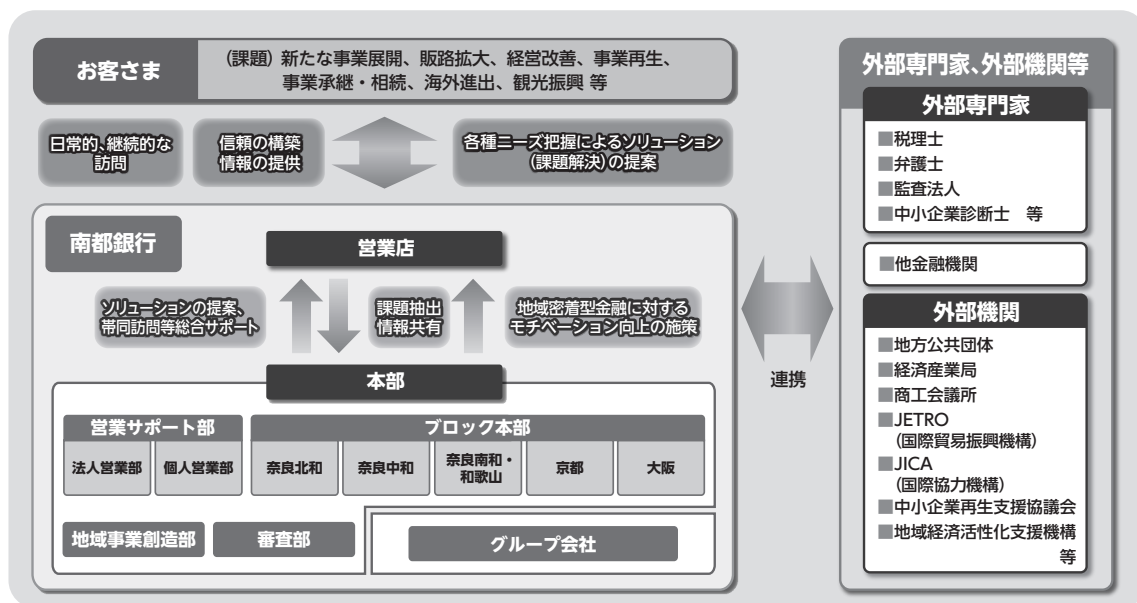 お客さま
(課題) 新たな事業展開、販路拡大、経営改善、事業再生、
事業承継・相続、海外進出、観光振興 等
日常的、継続的な
訪問
信頼の構築
情報の提供
各種ニーズ把握によるソリューション
(課題解決)の提案
南都銀行
営業店
ソリューションの提案、
帯同訪問等総合サポート
課題抽出
情報共有
地域密着型金融に対する
モチベーション向上の施策
本部
営業サポート部
法人営業部
個人営業部
ブロック本部
奈良北和
奈良中和
奈良南和・
和歌山
京都
大阪
地域事業創造部
審査部
グループ会社
連携
外部専門家、外部機関等
外部専門家
■税理士
■弁護士
■監査法人
■中小企業診断士 等
■他金融機関
外部機関
■地方公共団体
■経済産業局
■商工会議所
■JETRO
(国際貿易振興機構)
■JICA
(国際協力機構)
■中小企業再生支援協議会
■地域経済活性化支援機構
等